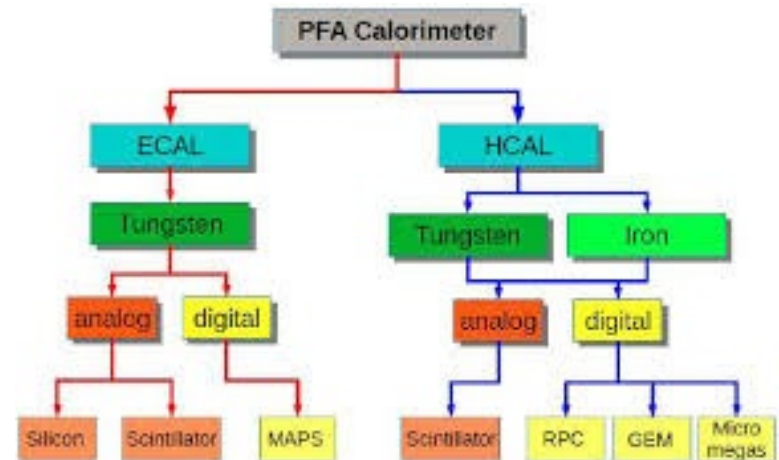 PFA Calorimeter
ECAL
HCAL
Tungsten
Tungsten
Iron
analog
digital
analog
digital
Silicon
Scintillator
MAPS
Scintillator
RPC
GEM
Micro
megas